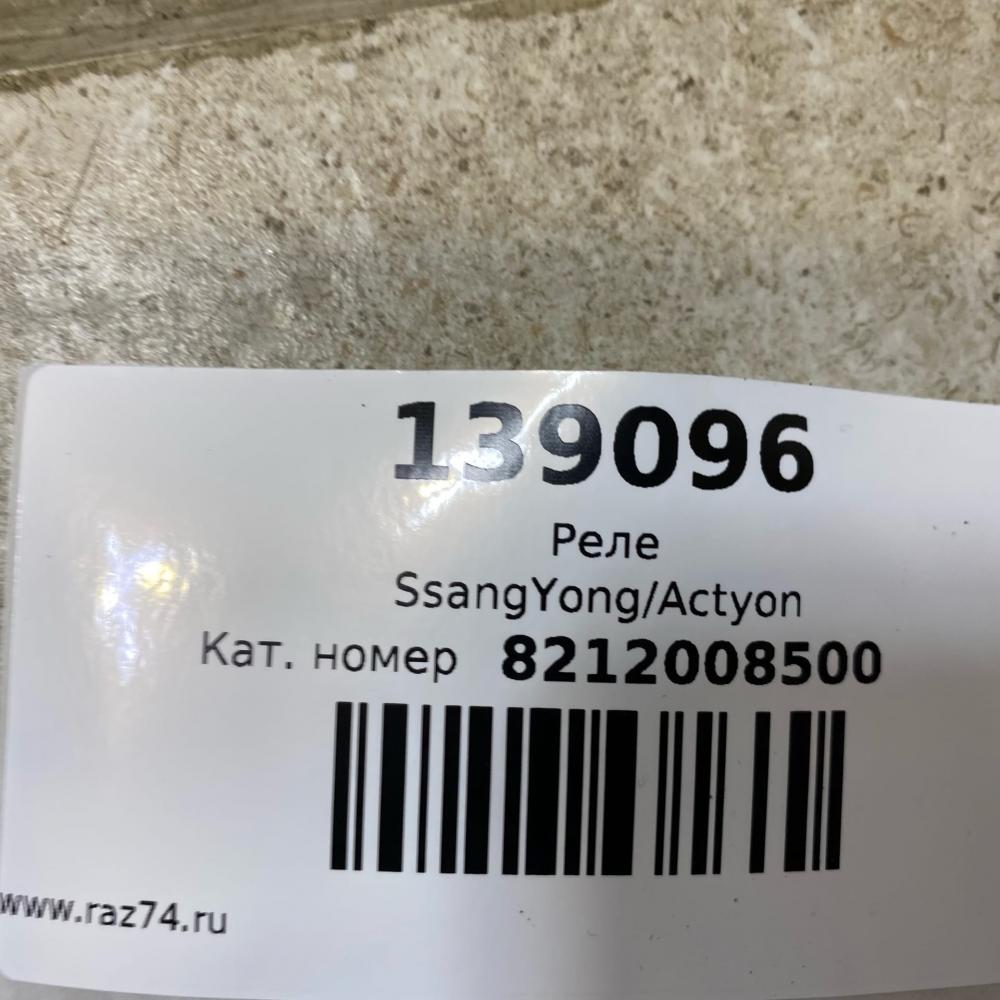 139096
Реле
SsangYong/Actyon
Кат. номер 8212008500
www.raz74.ru